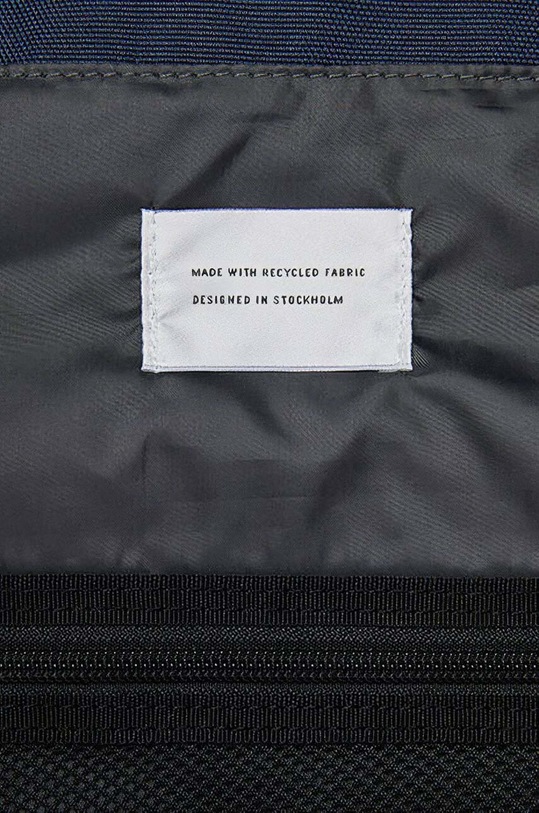 MADE WITH RECYCLED FABRIC
DESIGNED IN STOCKHOLM